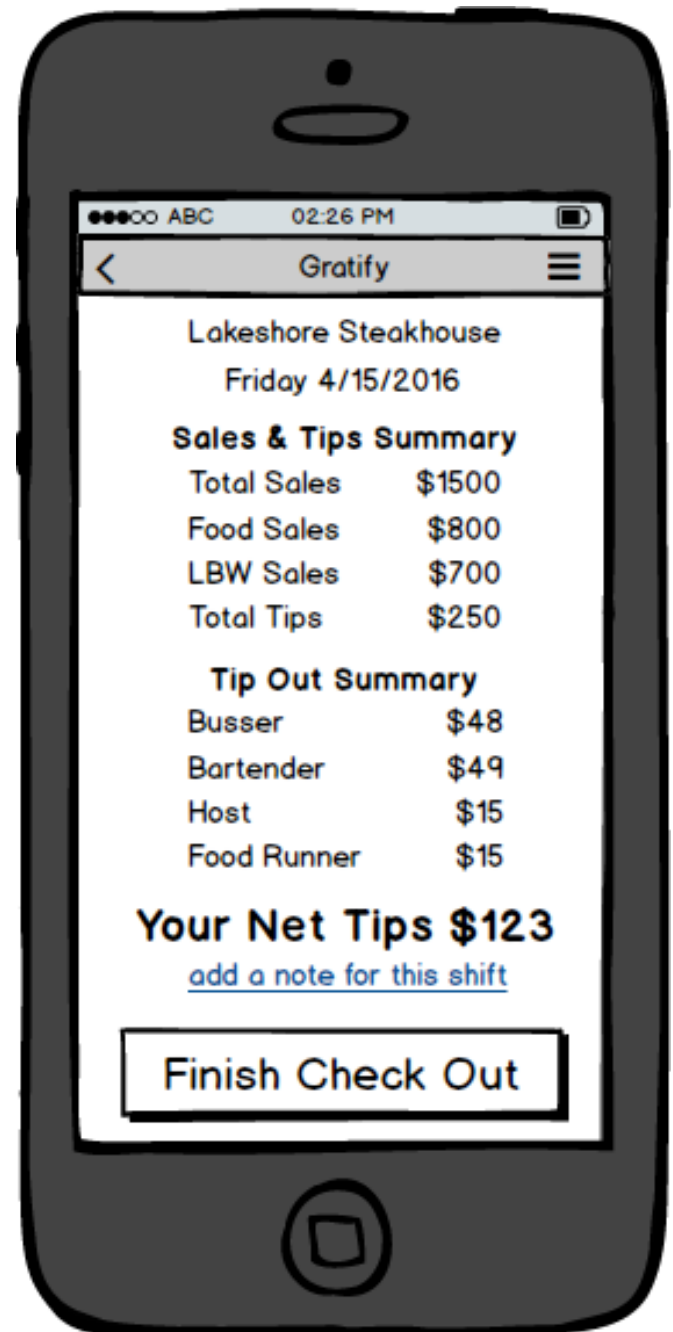 ABC 02:26 PM
Gratify
Lakeshore Steakhouse
Friday 4/15/2016
Sales & Tips Summary
Total Sales $1500
Food Sales $800
LBW Sales $700
Total Tips $250
Tip Out Summary
Busser $48
Bartender $49
Host $15
Food Runner $15
Your Net Tips $123
add a note for this shift
Finish Check Out